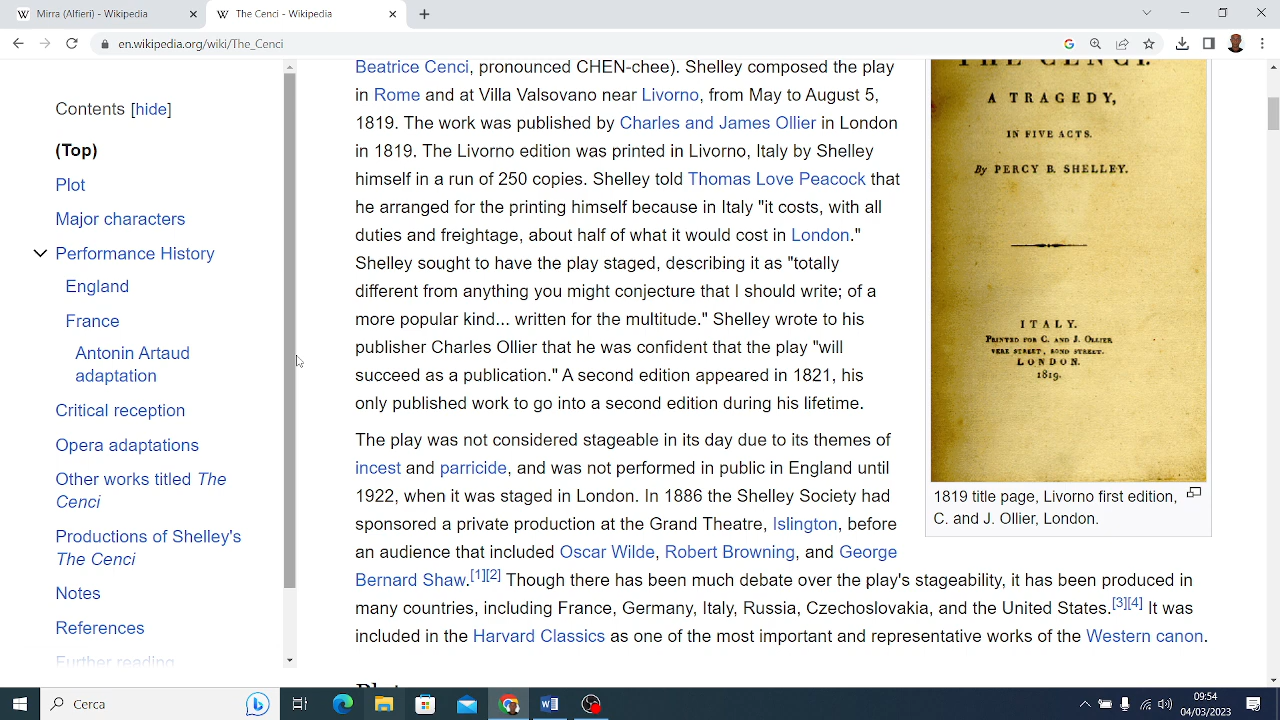 Mirra (Alfieri) - Wikipedia
The Cenci - Wikipedia
en.wikipedia.org/wiki/The_Cenci
Contents [hide]
(Top)
Plot
Major characters
Performance History
England
France
Antonin Artaud
adaptation
Critical reception
Opera adaptations
Other works titled The
Cenci
Productions of Shelley's
The Cenci
Notes
References
Further reading
Beatrice Cenci, pronounced CHEN-chee). Shelley composed the play
in Rome and at Villa Valsovano near Livorno, from May to August 5,
1819. The work was published by Charles and James Ollier in London
in 1819. The Livorno edition was printed in Livorno, Italy by Shelley
himself in a run of 250 copies. Shelley told Thomas Love Peacock that
he arranged for the printing himself because in Italy "it costs, with all
duties and freightage, about half of what it would cost in London."
Shelley sought to have the play staged, describing it as "totally
different from anything you might conjecture that I should write; of a
more popular kind... written for the multitude." Shelley wrote to his
publisher Charles Ollier that he was confident that the play "will
succeed as a publication." A second edition appeared in 1821, his
only published work to go into a second edition during his lifetime.
The play was not considered stageable in its day due to its themes of
incest and parricide, and was not performed in public in England until
1922, when it was staged in London. In 1886 the Shelley Society had
sponsored a private production at the Grand Theatre, Islington, before
an audience that included Oscar Wilde, Robert Browning, and George
Bernard Shaw.[1][2] Though there has been much debate over the play's stageability, it has been produced in
many countries, including France, Germany, Italy, Russia, Czechoslovakia, and the United States.[3][4] It was
included in the Harvard Classics as one of the most important and representative works of the Western canon.
THE CENCI.
A TRAGEDY,
IN FIVE ACTS.
By PERCY B. SHELLEY.
ITALY.
PRINTED FOR C. AND J. OLLIER
VERE STREET, BOND STREET.
LONDON.
1819.
1819 title page, Livorno first edition,
C. and J. Ollier, London.
Plot
Cerca
09:54
04/03/2023